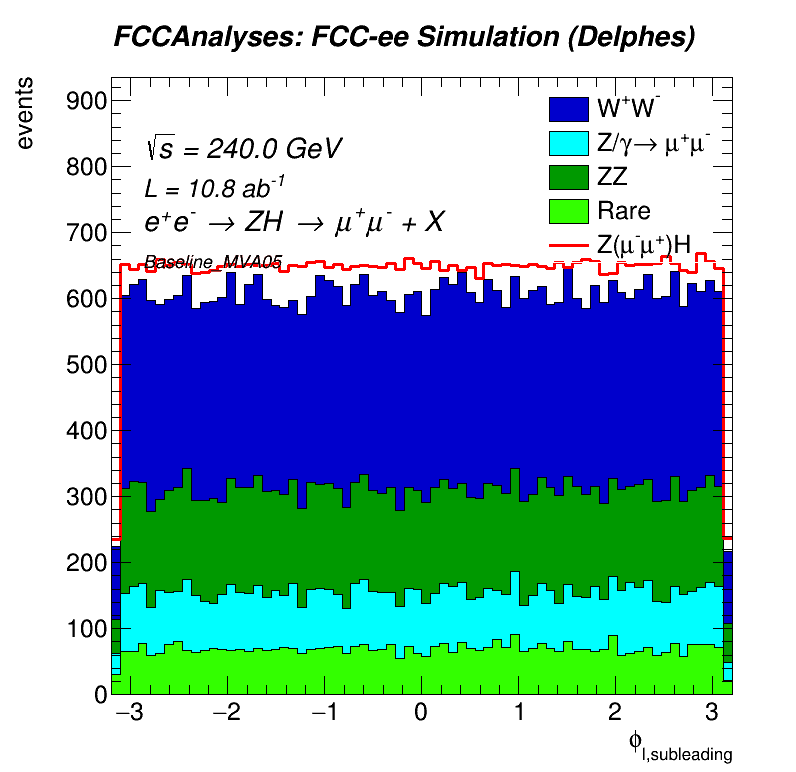 FCCAnalyses: FCC-ee Simulation (Delphes)
events
900
800
700
600
500
400
300
200
100
0
√s = 240.0 GeV
L = 10.8 ab⁻¹
e⁺e⁻ → ZH → μ⁺μ⁻ + X
Baseline_MVA05
W⁺W⁻
Z/γ→ μ⁺μ⁻
ZZ
Rare
Z(μ⁻μ⁺)H
−3 −2 −1 0 1 2 3
ϕ_l,subleading